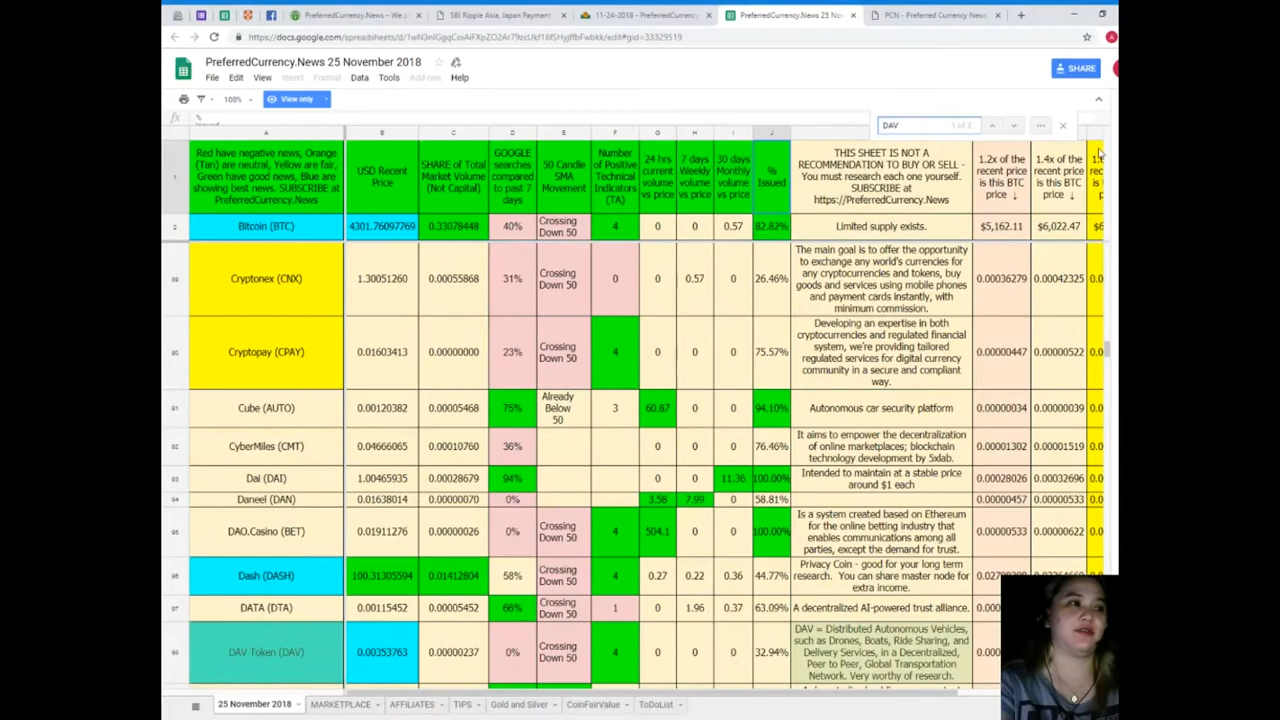 PreferredCurrency.News – We p
SBI Ripple Asia, Japan Payment
11-24-2018 - PreferredCurrency
PreferredCurrency.News 25 Nov
PCN - Preferred Currency News
PreferredCurrency.News 25 November 2018
File Edit View Insert Format Data Tools Add-ons Help
SHARE
100% View only
DAV 1 of 2
fx %
A B C D E F G H I J
1
Red have negative news, Orange
(Tan) are neutral, Yellow are fair,
Green have good news, Blue are
showing best news. SUBSCRIBE at
PreferredCurrency.News
USD Recent
Price
SHARE of Total
Market Volume
(Not Capital)
GOOGLE
searches
compared
to past 7
days
50 Candle
SMA
Movement
Number
of Positive
Technical
Indicators
(TA)
24 hrs
current
volume
vs price
7 days
Weekly
volume
vs
price
30 days
Monthly
volume
vs price
%
Issued
THIS SHEET IS NOT A
RECOMMENDATION TO BUY OR SELL -
You must research each one yourself.
SUBSCRIBE at
https://PreferredCurrency.News
1.2x of the
recent price
is this BTC
price ↓
1.4x of the
recent price
is this BTC
price ↓
2 Bitcoin (BTC) 4301.76097769 0.33078448 40% Crossing
Down 50 4 0 0 0.57 82.82% Limited supply exists. $5,162.11 $6,022.47
89 Cryptonex (CNX) 1.30051260 0.00055868 31% Crossing
Down 50 0 0 0.57 26.46%
The main goal is to offer the opportunity
to exchange any world's currencies for
any cryptocurrencies and tokens, buy
goods and services using mobile phones
and payment cards instantly, with
minimum commission.
0.00036279 0.00042325
90 Cryptopay (CPAY) 0.01603413 0.00000000 23% Crossing
Down 50 4 0 0 0 75.57%
Developing an expertise in both
cryptocurrencies and regulated financial
system, we're providing tailored
regulated services for digital currency
community in a secure and compliant
way.
0.00000447 0.00000522
91 Cube (AUTO) 0.00120382 0.00005468 75% Already
Below
50 3 60.87 0 0 94.10% Autonomous car security platform 0.00000034 0.00000039
92 CyberMiles (CMT) 0.04666065 0.00010760 36% 0 0 0 76.46%
It aims to empower the decentralization
of online marketplaces; blockchain
technology development by 5xlab.
0.00001302 0.00001519
93 Dai (DAI) 1.00465935 0.00028679 94% 0 0 11.36 100.00%
Intended to maintain at a stable price
around $1 each
0.00028026 0.00032696
94 Daneel (DAN) 0.01638014 0.00000070 0% 3.58 7.99 0 58.81% 0.00000457 0.00000533
95 DAO.Casino (BET) 0.01911276 0.00000026 0% Crossing
Down 50 4 504.1 0 0 100.00%
Is a system created based on Ethereum
for the online betting industry that
enables communications among all
parties, except the demand for trust.
0.00000533 0.00000622
96 Dash (DASH) 100.31305594 0.01412804 58% Crossing
Down 50 4 0.27 0.22 0.36 44.77%
Privacy Coin - good for your long term
research. You can share master node for
extra income.
97 DATA (DTA) 0.00115452 0.00005452 66% Crossing
Down 50 1 0 1.96 0.37 63.09% A decentralized AI-powered trust alliance.
98 DAV Token (DAV) 0.00353763 0.00000237 0% Crossing
Down 50 4 0 0 0 32.94%
DAV = Distributed Autonomous Vehicles,
such as Drones, Boats, Ride Sharing, and
Delivery Services, in a Decentralized,
Peer to Peer, Global Transportation
Network. Very worthy of research.
25 November 2018 MARKETPLACE AFFILIATES TIPS Gold and Silver CoinFairValue ToDoList